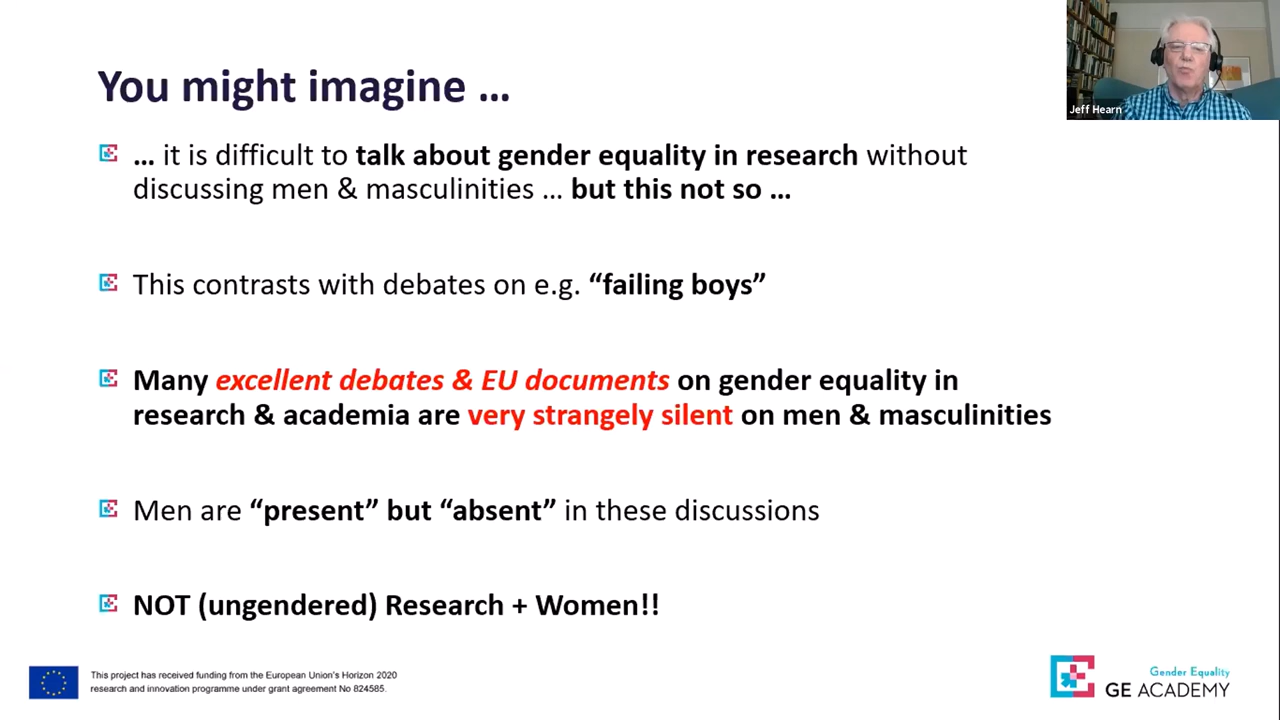 You might imagine …
Jeff Hearn
… it is difficult to talk about gender equality in research without
discussing men & masculinities … but this not so …
This contrasts with debates on e.g. “failing boys”
Many excellent debates & EU documents on gender equality in
research & academia are very strangely silent on men & masculinities
Men are “present” but “absent” in these discussions
NOT (ungendered) Research + Women!!
This project has received funding from the European Union’s Horizon 2020
research and innovation programme under grant agreement No 824585.
Gender Equality
GE ACADEMY